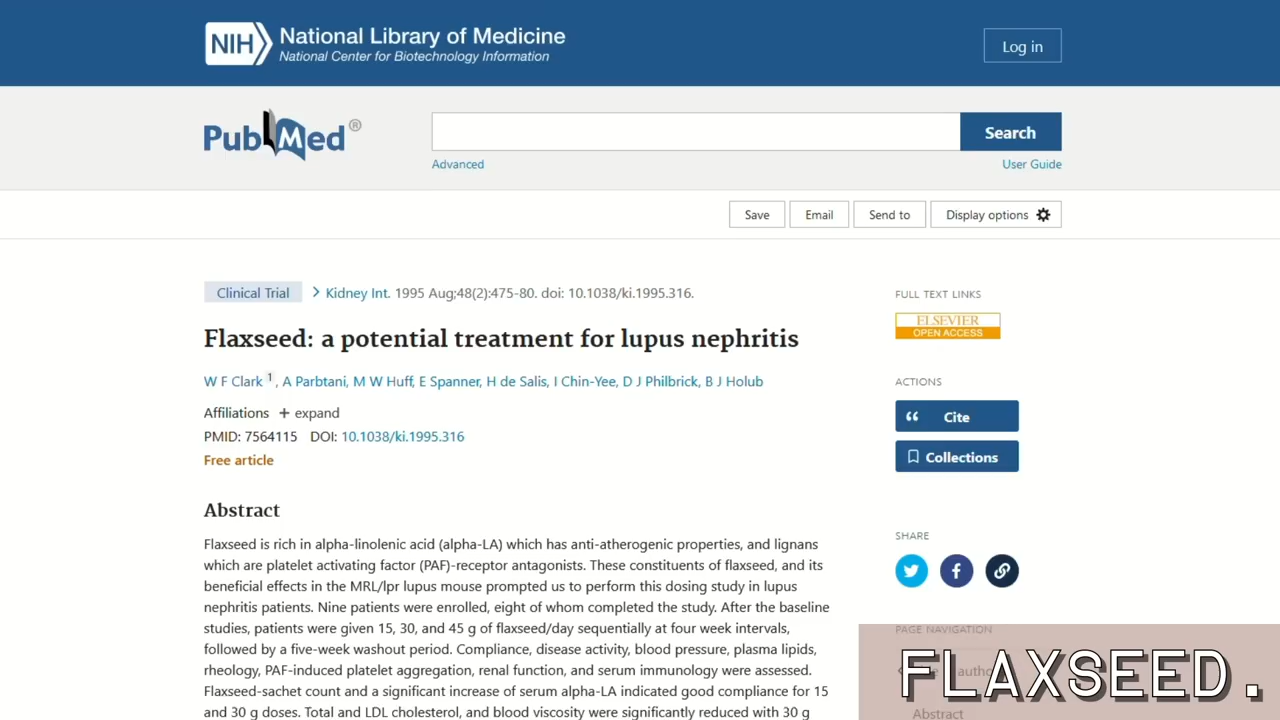 NIH National Library of Medicine
National Center for Biotechnology Information
Log in
PubMed®
Search
Advanced
User Guide
Save
Email
Send to
Display options
Clinical Trial
Kidney Int. 1995 Aug;48(2):475-80. doi: 10.1038/ki.1995.316.
Flaxseed: a potential treatment for lupus nephritis
W F Clark 1, A Parbtani, M W Huff, E Spanner, H de Salis, I Chin-Yee, D J Philbrick, B J Holub
Affiliations + expand
PMID: 7564115 DOI: 10.1038/ki.1995.316
Free article
Abstract
Flaxseed is rich in alpha-linolenic acid (alpha-LA) which has anti-atherogenic properties, and lignans
which are platelet activating factor (PAF)-receptor antagonists. These constituents of flaxseed, and its
beneficial effects in the MRL/lpr lupus mouse prompted us to perform this dosing study in lupus
nephritis patients. Nine patients were enrolled, eight of whom completed the study. After the baseline
studies, patients were given 15, 30, and 45 g of flaxseed/day sequentially at four week intervals,
followed by a five-week washout period. Compliance, disease activity, blood pressure, plasma lipids,
rheology, PAF-induced platelet aggregation, renal function, and serum immunology were assessed.
Flaxseed-sachet count and a significant increase of serum alpha-LA indicated good compliance for 15
and 30 g doses. Total and LDL cholesterol, and blood viscosity were significantly reduced with 30 g
FULL TEXT LINKS
ELSEVIER
OPEN ACCESS
ACTIONS
Cite
Collections
SHARE
PAGE NAVIGATION
FLAXSEED.
Abstract